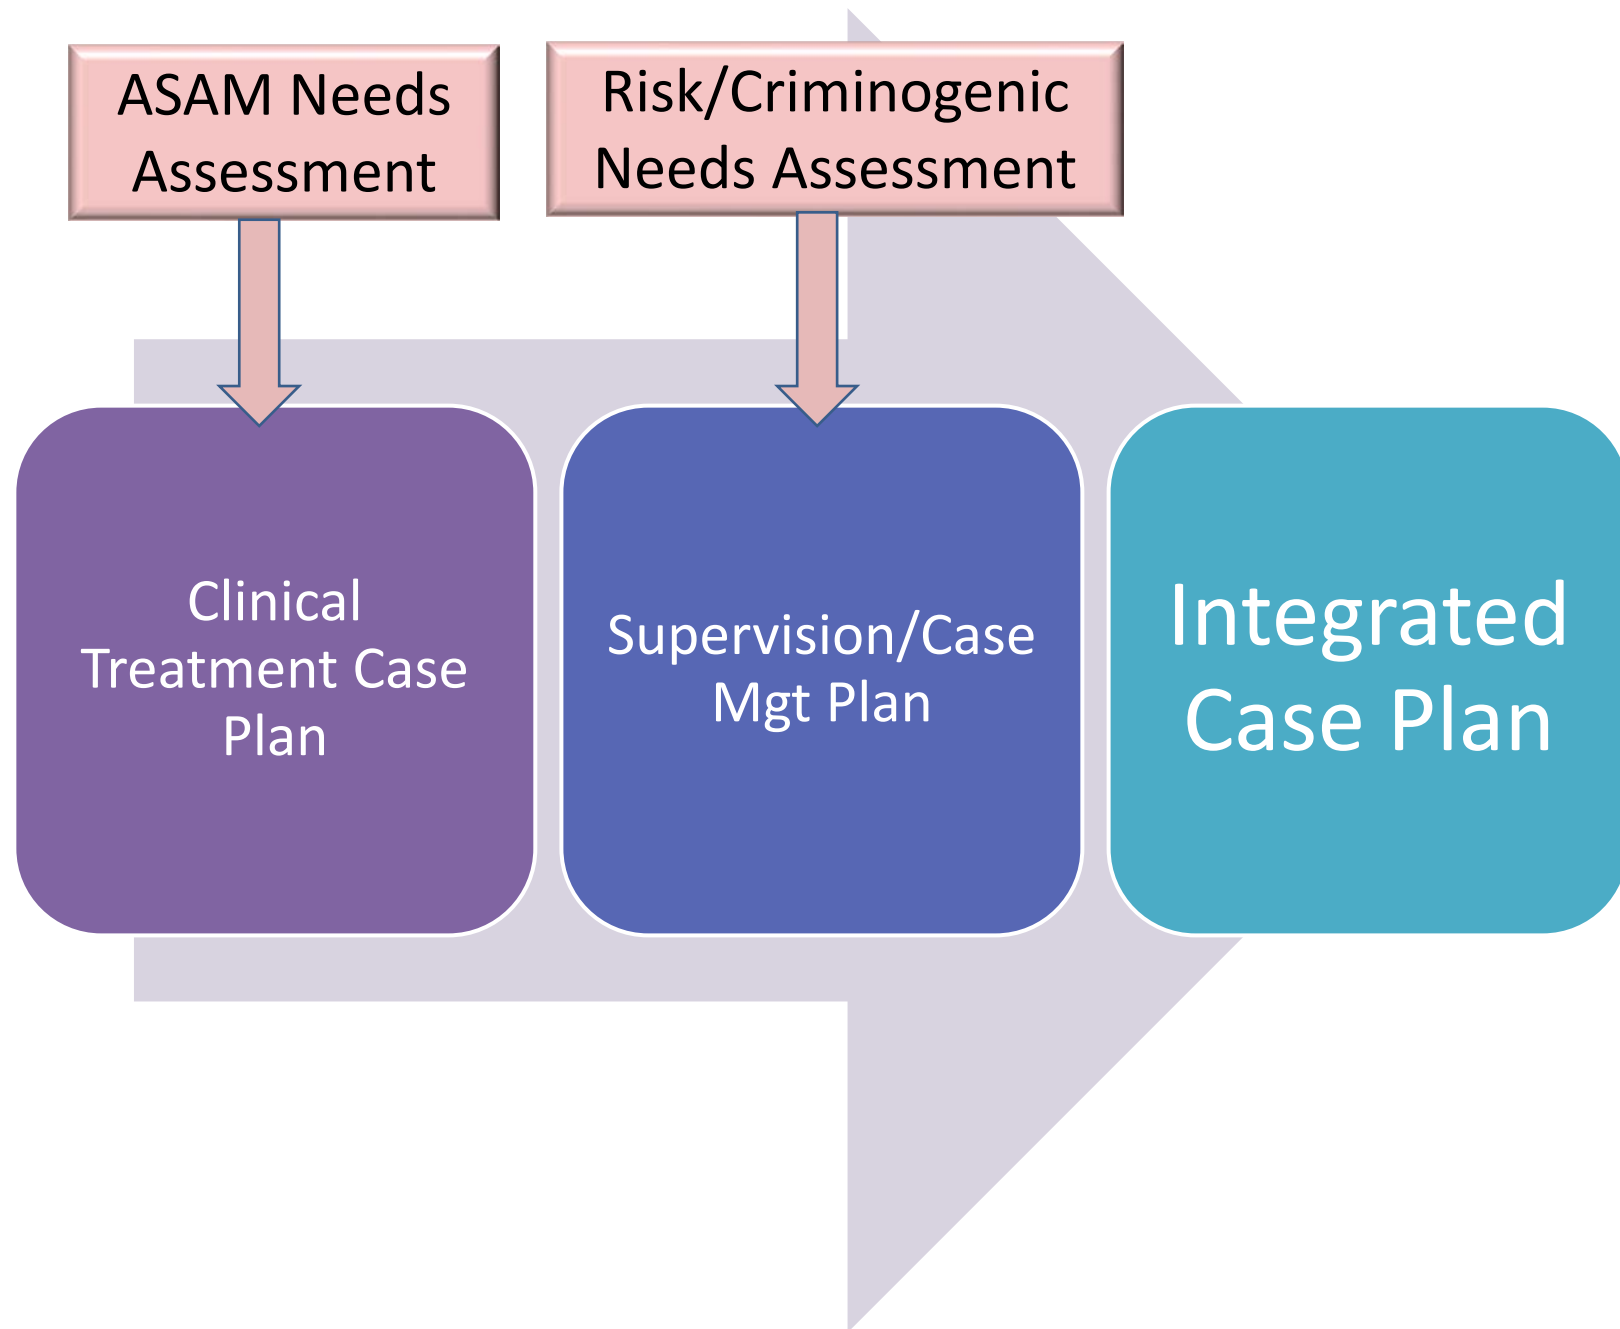 ASAM Needs
Assessment
Risk/Criminogenic
Needs Assessment
Clinical
Treatment Case
Plan
Supervision/Case
Mgt Plan
Integrated
Case Plan